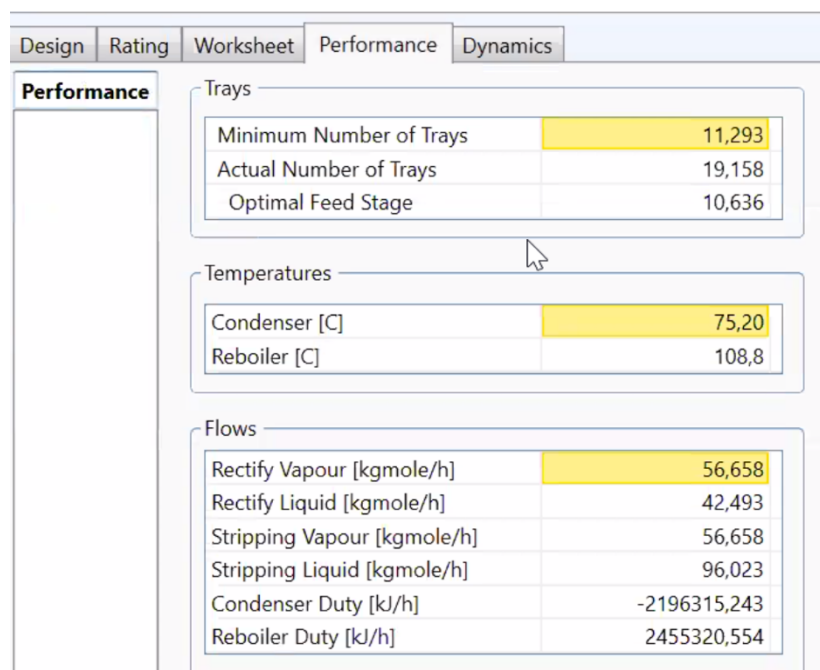 Design Rating Worksheet Performance Dynamics
Performance
Trays
Minimum Number of Trays 11,293
Actual Number of Trays 19,158
Optimal Feed Stage 10,636
Temperatures
Condenser [C] 75,20
Reboiler [C] 108,8
Flows
Rectify Vapour [kgmole/h] 56,658
Rectify Liquid [kgmole/h] 42,493
Stripping Vapour [kgmole/h] 56,658
Stripping Liquid [kgmole/h] 96,023
Condenser Duty [kJ/h] -2196315,243
Reboiler Duty [kJ/h] 2455320,554